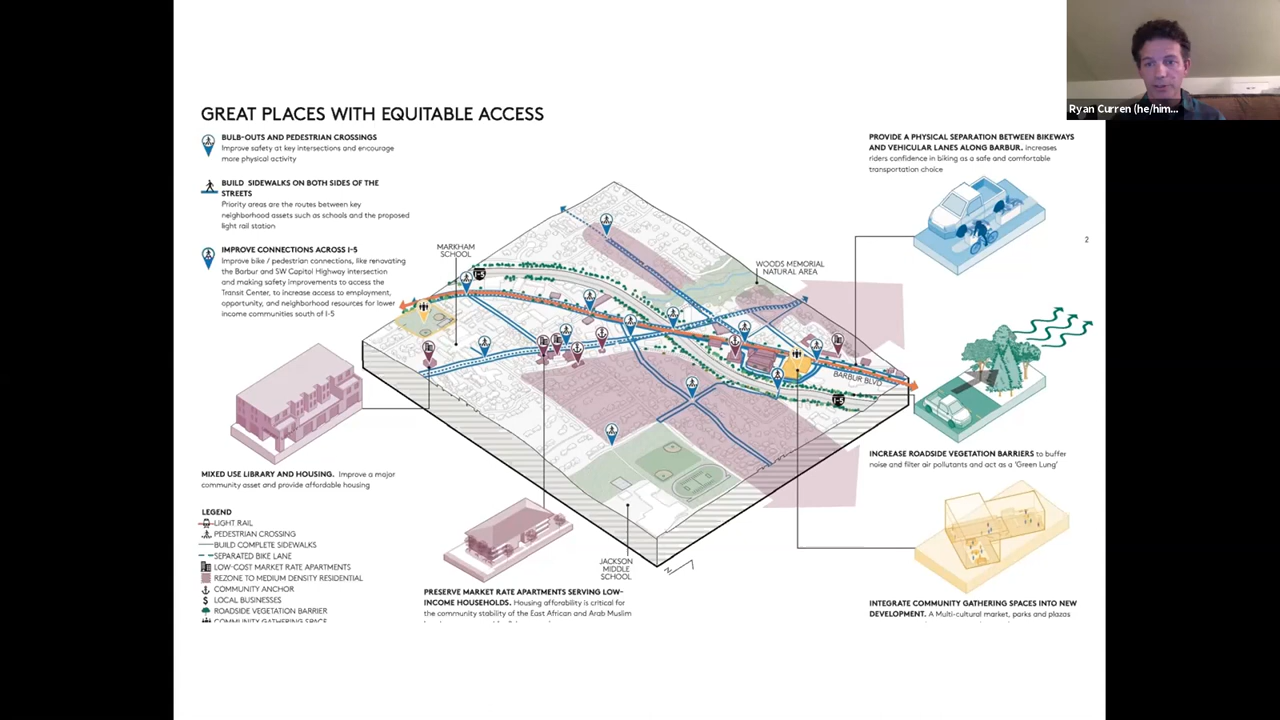 Ryan Curren (he/him...
GREAT PLACES WITH EQUITABLE ACCESS
BULB-OUTS AND PEDESTRIAN CROSSINGS
Improve safety at key intersections and encourage
more physical activity
BUILD SIDEWALKS ON BOTH SIDES OF THE
STREETS
Priority areas are the routes between key
neighborhood assets such as schools and the proposed
light rail station
IMPROVE CONNECTIONS ACROSS I-5
Improve bike / pedestrian connections, like renovating
the Barbur and SW Capitol Highway intersection
and making safety improvements to access the
Transit Center, to increase access to employment,
opportunity, and neighborhood resources for lower
income communities south of I-5
MARKHAM
SCHOOL
I-5
WOODS MEMORIAL
NATURAL AREA
PROVIDE A PHYSICAL SEPARATION BETWEEN BIKEWAYS
AND VEHICULAR LANES ALONG BARBUR. Increases
riders confidence in biking as a safe and comfortable
transportation choice
2
BARBUR BLVD
I-5
INCREASE ROADSIDE VEGETATION BARRIERS to buffer
noise and filter air pollutants and act as a 'Green Lung'
MIXED USE LIBRARY AND HOUSING. Improve a major
community asset and provide affordable housing
LEGEND
LIGHT RAIL
PEDESTRIAN CROSSING
BUILD COMPLETE SIDEWALKS
SEPARATED BIKE LANE
LOW-COST MARKET RATE APARTMENTS
REZONE TO MEDIUM DENSITY RESIDENTIAL
COMMUNITY ANCHOR
$ LOCAL BUSINESSES
ROADSIDE VEGETATION BARRIER
COMMUNITY GATHERING SPACE
JACKSON
MIDDLE
SCHOOL
N
PRESERVE MARKET RATE APARTMENTS SERVING LOW-
INCOME HOUSEHOLDS. Housing affordability is critical for
the community stability of the East African and Arab-Muslim
INTEGRATE COMMUNITY GATHERING SPACES INTO NEW
DEVELOPMENT. A Multi-cultural market, parks and plazas